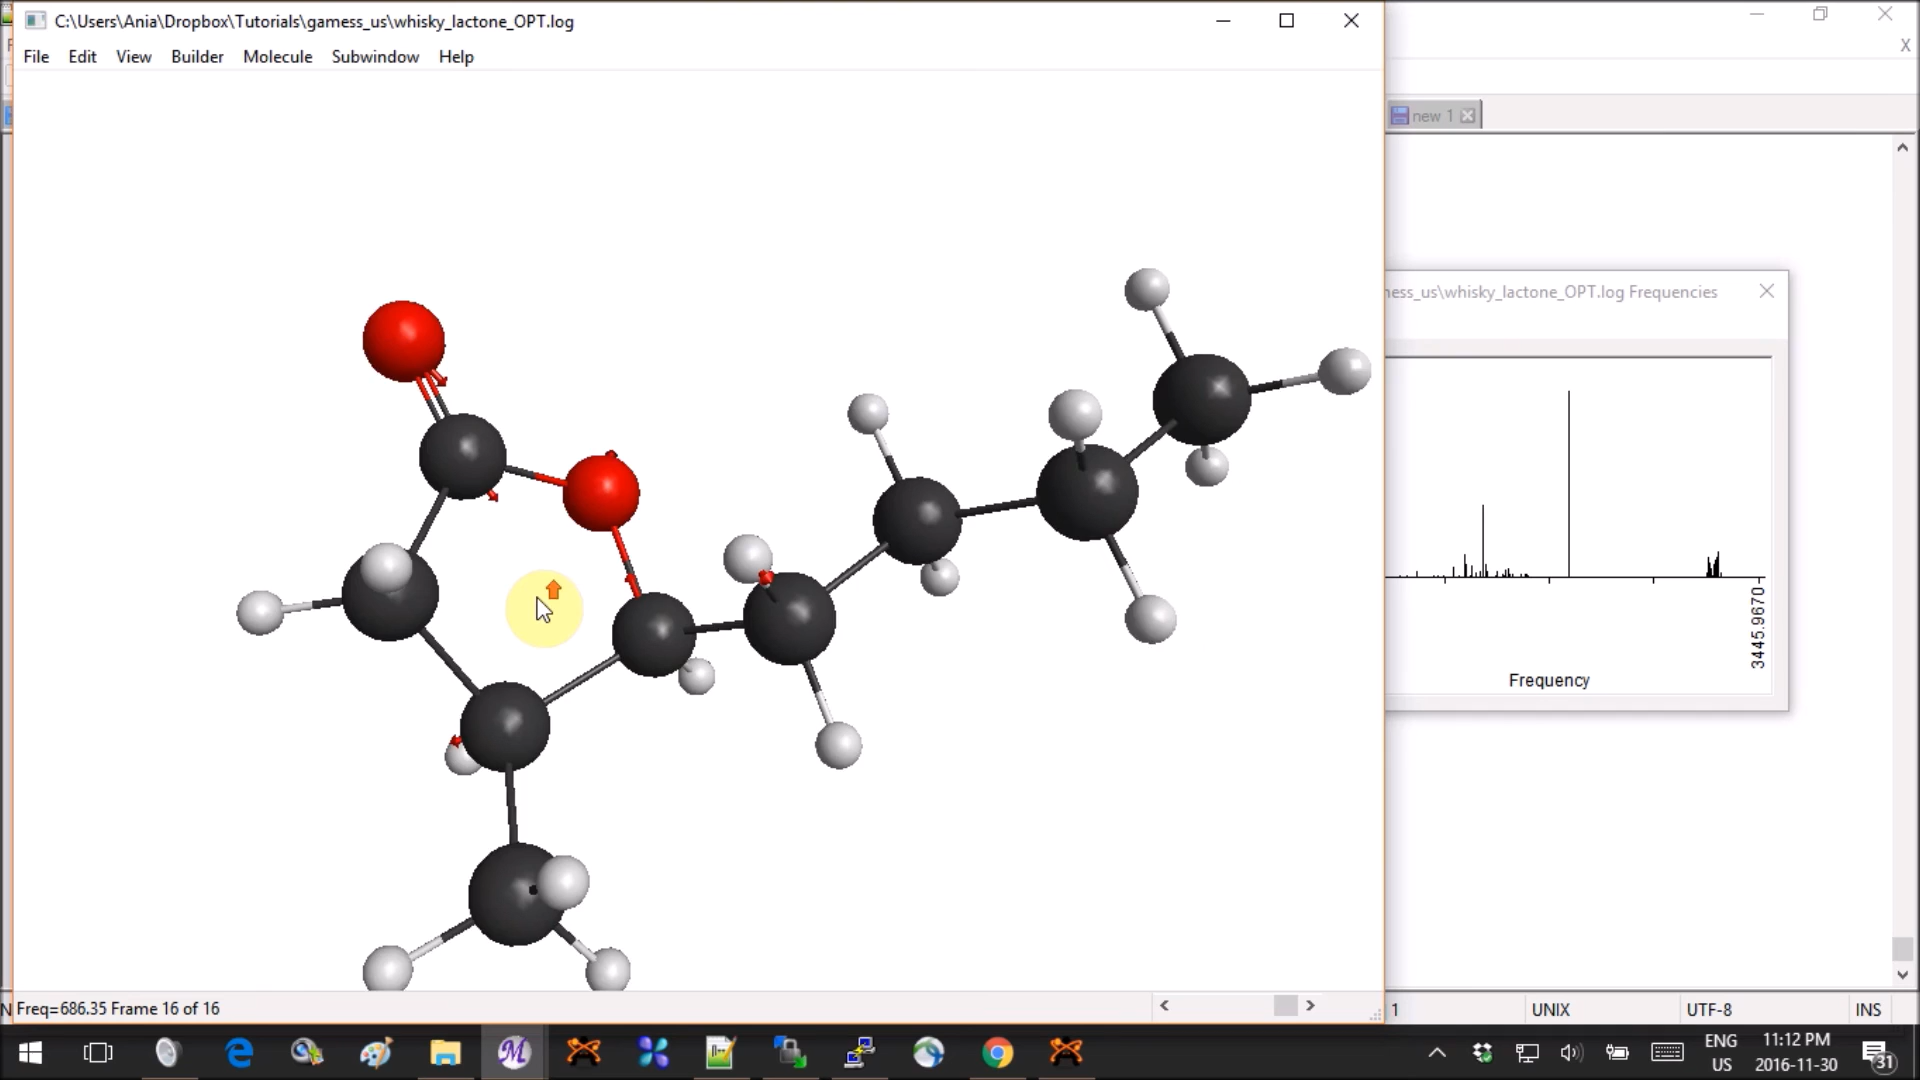 C:\Users\Ania\Dropbox\Tutorials\gamess_us\whisky_lactone_OPT.log
File Edit View Builder Molecule Subwindow Help
new 1
ess_us\whisky_lactone_OPT.log Frequencies
3445.9670
Frequency
Freq=686.35 Frame 16 of 16
1 UNIX UTF-8 INS
ENG
US
11:12 PM
2016-11-30
31